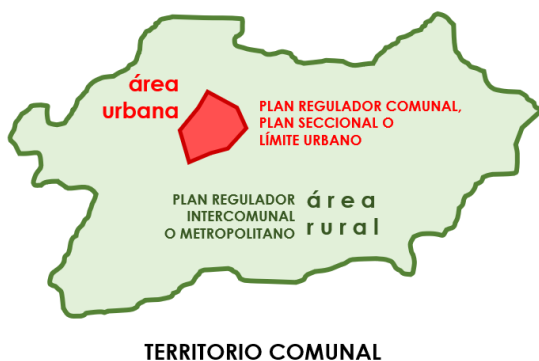 área
urbana
PLAN REGULADOR COMUNAL,
PLAN SECCIONAL O
LÍMITE URBANO
PLAN REGULADOR
INTERCOMUNAL
O METROPOLITANO
área
rural
TERRITORIO COMUNAL